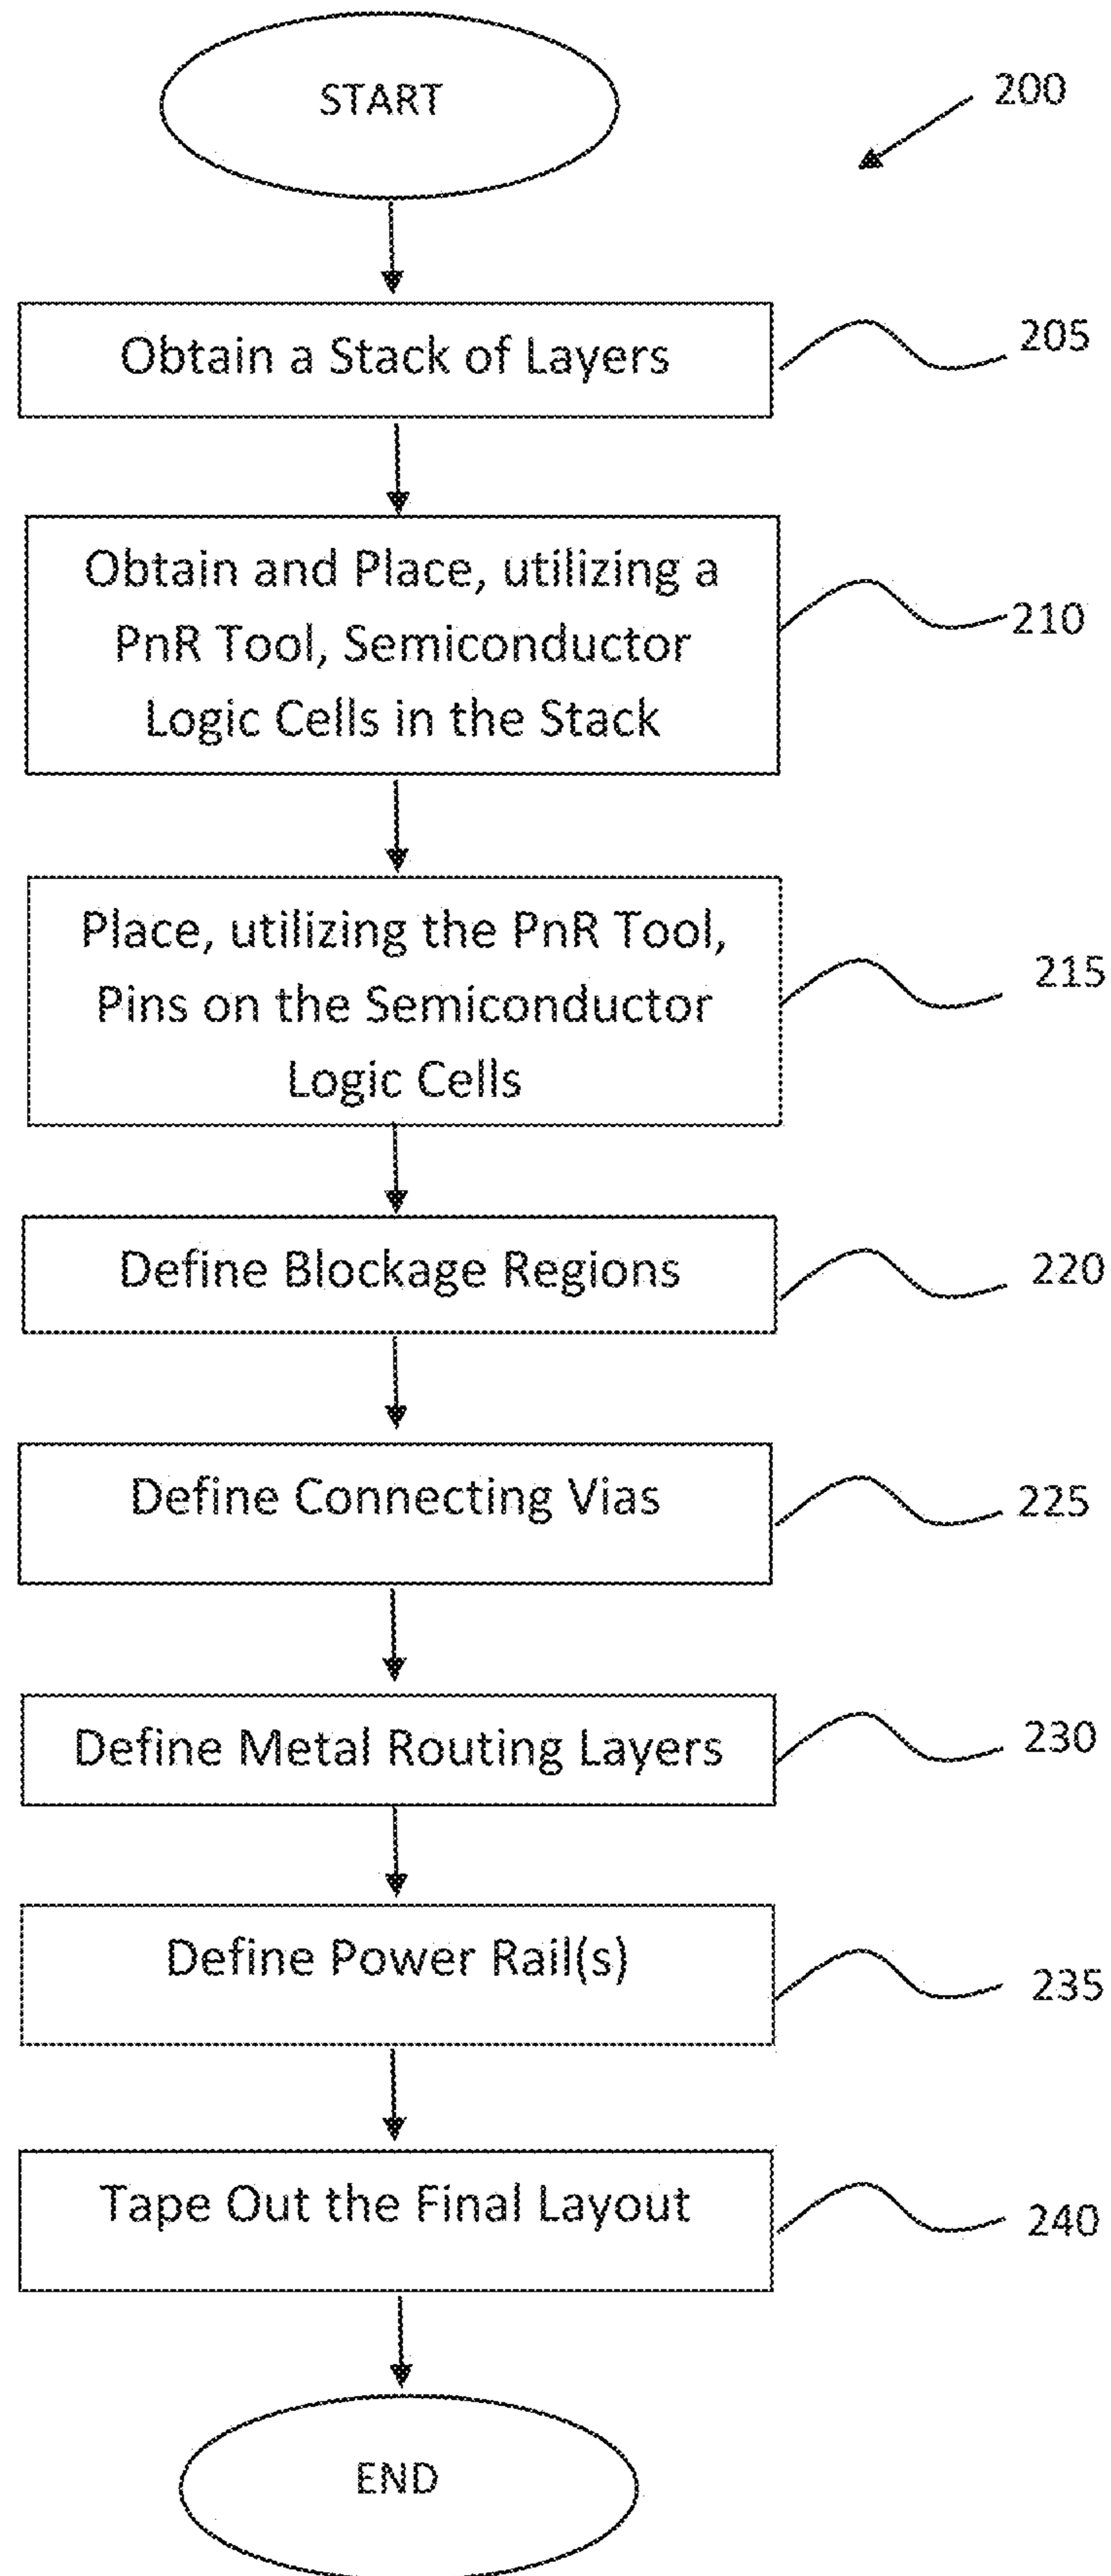 START
200
Obtain a Stack of Layers
205
Obtain and Place, utilizing a
PnR Tool, Semiconductor
Logic Cells in the Stack
210
Place, utilizing the PnR Tool,
Pins on the Semiconductor
Logic Cells
215
Define Blockage Regions
220
Define Connecting Vias
225
Define Metal Routing Layers
230
Define Power Rail(s)
235
Tape Out the Final Layout
240
END